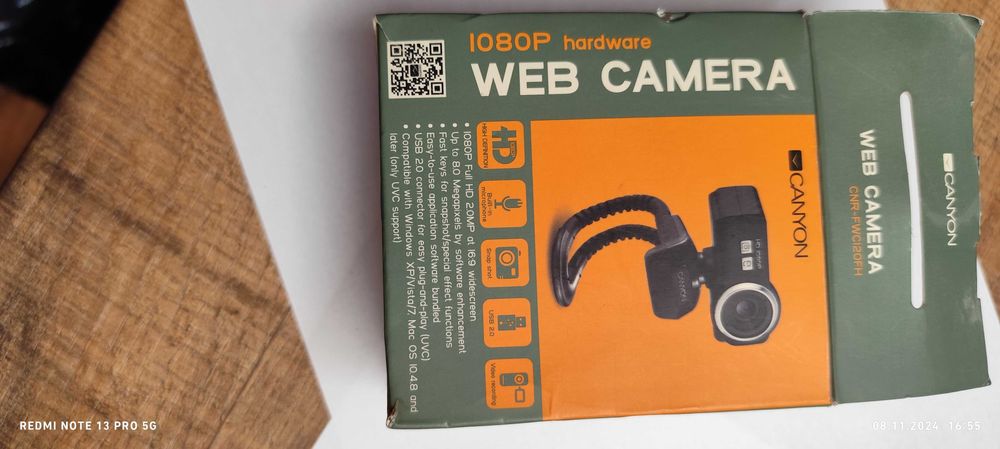 1080P hardware
WEB CAMERA
HD
HIGH DEFINITION
Built-in
microphone
Snap shot
USB 2.0
Video recording
• 1080P Full HD 2.0MP at 16:9 widescreen
• Up to 8.0 Megapixels by software enhancement
• Fast keys for snapshot/special effect functions
• Easy-to-use application software bundled
• USB 2.0 connector for easy plug-and-play (UVC)
• Compatible with Windows XP/Vista/7, Mac OS 10.4.8 and
later (only UVC support)
CANYON
CANYON
CANYON
WEB CAMERA
CNR-FWC120FH
REDMI NOTE 13 PRO 5G
08.11.2024 16:55